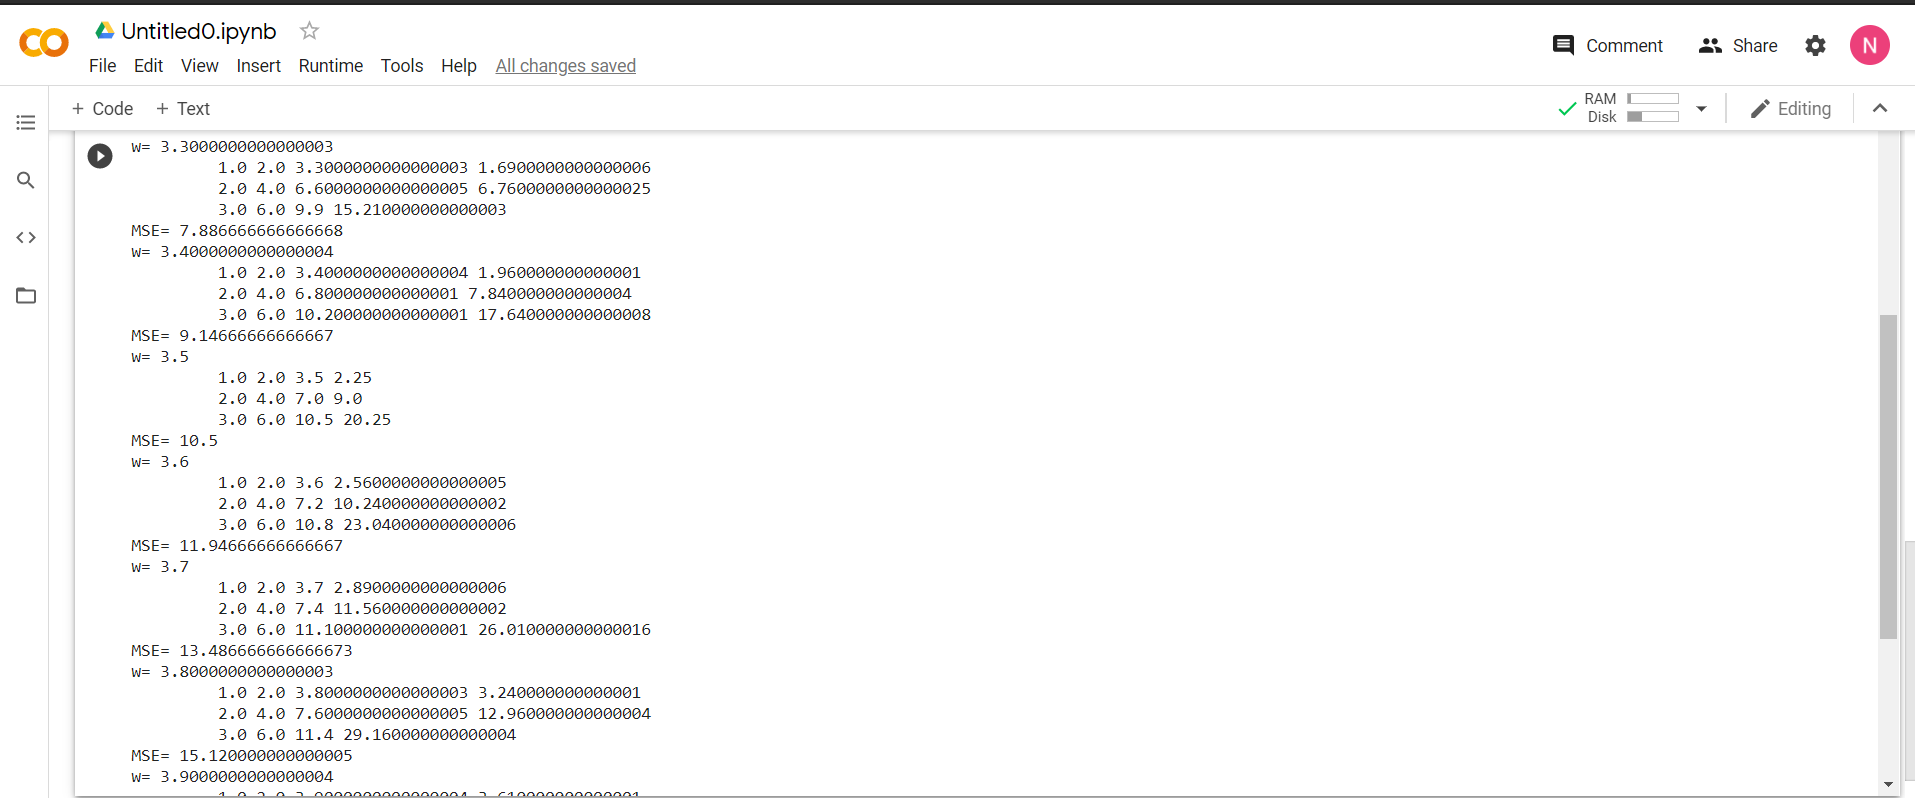 Untitled0.ipynb
File Edit View Insert Runtime Tools Help All changes saved
Comment Share N
+ Code + Text
RAM
Disk
Editing
w= 3.3000000000000003
1.0 2.0 3.3000000000000003 1.6900000000000006
2.0 4.0 6.6000000000000005 6.7600000000000025
3.0 6.0 9.9 15.210000000000003
MSE= 7.886666666666668
w= 3.4000000000000004
1.0 2.0 3.4000000000000004 1.960000000000001
2.0 4.0 6.800000000000001 7.840000000000004
3.0 6.0 10.200000000000001 17.640000000000008
MSE= 9.14666666666667
w= 3.5
1.0 2.0 3.5 2.25
2.0 4.0 7.0 9.0
3.0 6.0 10.5 20.25
MSE= 10.5
w= 3.6
1.0 2.0 3.6 2.5600000000000005
2.0 4.0 7.2 10.240000000000002
3.0 6.0 10.8 23.040000000000006
MSE= 11.94666666666667
w= 3.7
1.0 2.0 3.7 2.8900000000000006
2.0 4.0 7.4 11.560000000000002
3.0 6.0 11.100000000000001 26.010000000000016
MSE= 13.486666666666673
w= 3.8000000000000003
1.0 2.0 3.8000000000000003 3.240000000000001
2.0 4.0 7.6000000000000005 12.960000000000004
3.0 6.0 11.4 29.160000000000004
MSE= 15.120000000000005
w= 3.9000000000000004
1.0 2.0 3.9000000000000004 3.610000000000001